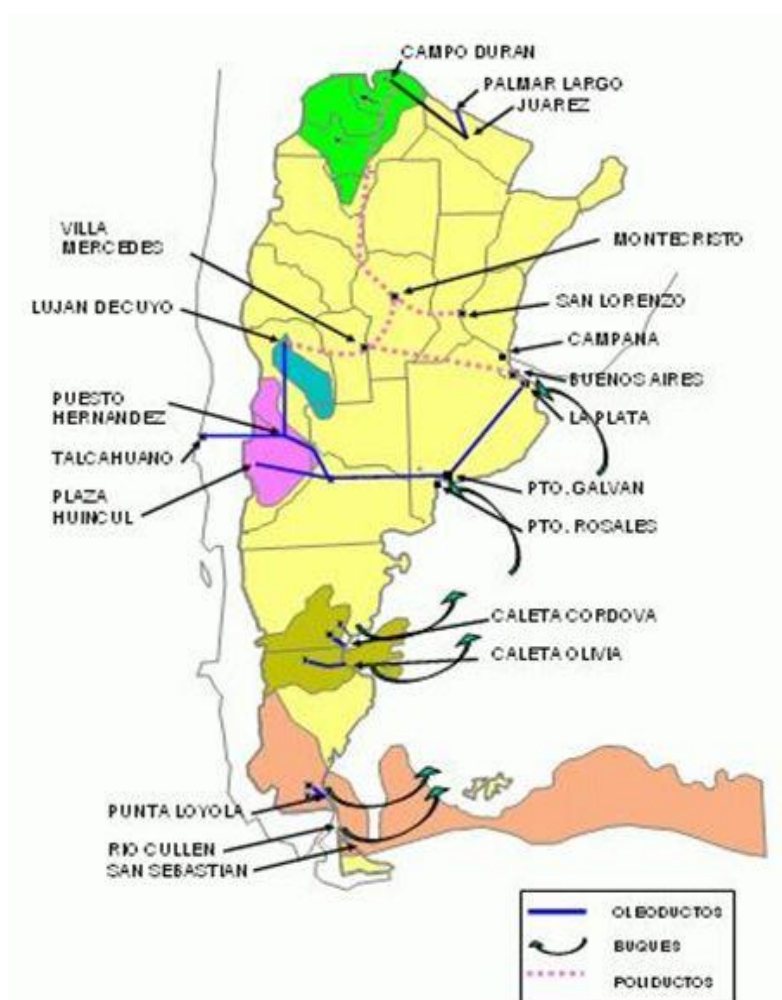 CAMPO DURAN
PALMAR LARGO
JUAREZ
VILLA
MERCEDES
MONTECRISTO
LUJAN DECUYO
SAN LORENZO
CAMPANA
BUENOS AIRES
PUESTO
HERNANDEZ
LA PLATA
TALCAHUANO
PLAZA
HUINCUL
PTO. GALVAN
PTO. ROSALES
CALETA CORDOVA
CALETA OLIVIA
PUNTA LOYOLA
RIO CULLEN
SAN SEBASTIAN
OLEODUCTOS
BUQUES
POLIDUCTOS